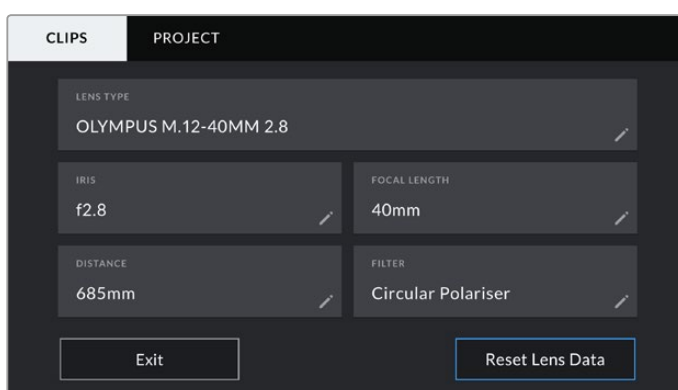 CLIPS PROJECT
LENS TYPE
OLYMPUS M.12-40MM 2.8
IRIS FOCAL LENGTH
f2.8 40mm
DISTANCE FILTER
685mm Circular Polariser
Exit Reset Lens Data